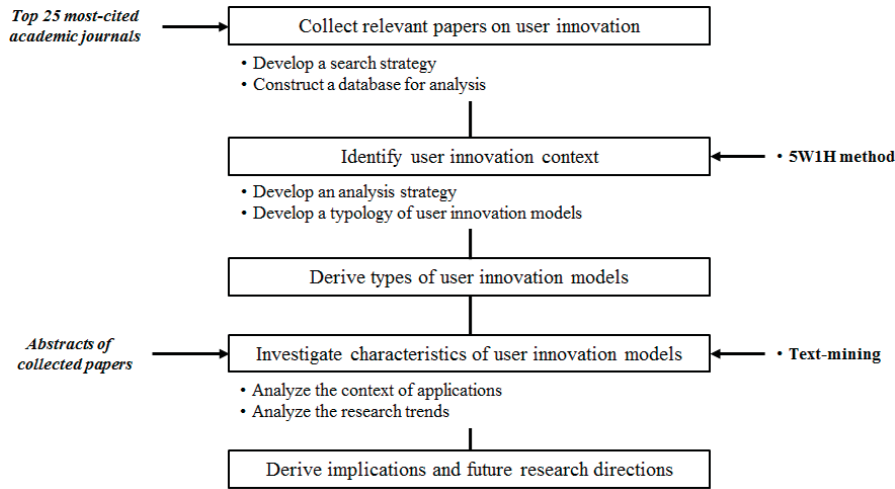 Top 25 most-cited
academic journals
Collect relevant papers on user innovation
• Develop a search strategy
• Construct a database for analysis
Identify user innovation context
• 5W1H method
• Develop an analysis strategy
• Develop a typology of user innovation models
Derive types of user innovation models
Abstracts of
collected papers
Investigate characteristics of user innovation models
• Text-mining
• Analyze the context of applications
• Analyze the research trends
Derive implications and future research directions